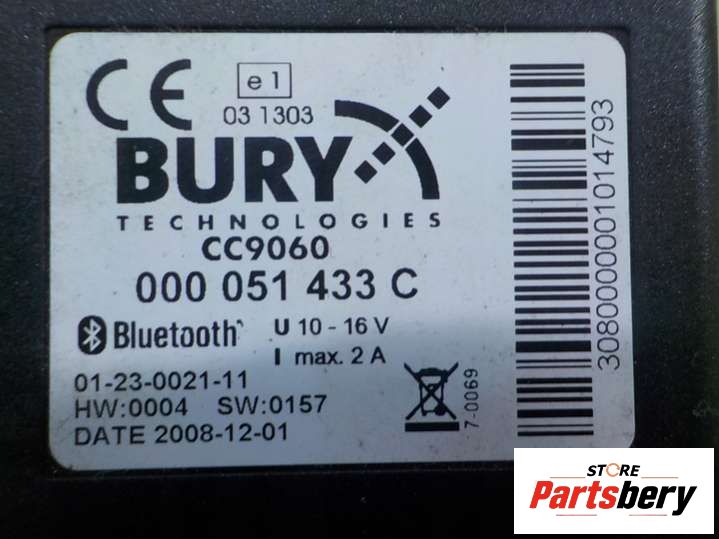 CE
e1
03 1303
BURY
TECHNOLOGIES
CC9060
000 051 433 C
Bluetooth
U 10 - 16 V
I max. 2 A
01-23-0021-11
HW:0004 SW:0157
DATE 2008-12-01
7-0069
3080000001014793
STORE
Partsbery